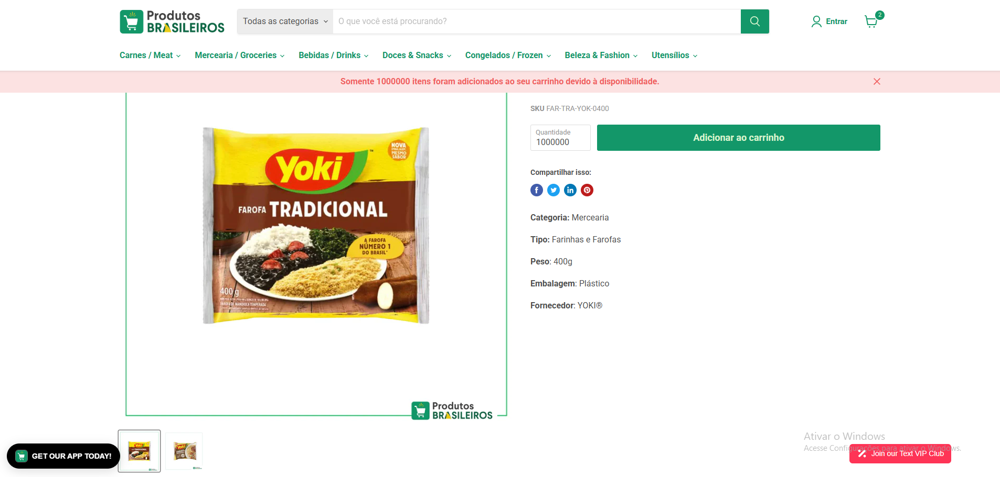 Produtos
BRASILEIROS
Todas as categorias
O que você está procurando?
Entrar
2
Carnes / Meat
Mercearia / Groceries
Bebidas / Drinks
Doces & Snacks
Congelados / Frozen
Beleza & Fashion
Utensílios
Somente 1000000 itens foram adicionados ao seu carrinho devido à disponibilidade.
SKU FAR-TRA-YOK-0400
Quantidade
1000000
Adicionar ao carrinho
Compartilhar isso:
Categoria: Mercearia
Tipo: Farinhas e Farofas
Peso: 400g
Embalagem: Plástico
Fornecedor: YOKI®
NOVA
EMBALAGEM
MESMO
SABOR
Yoki™
FAROFA TRADICIONAL
A FAROFA
NÚMERO 1
DO BRASIL*
400 g
FAROFA DE MANDIOCA TEMPERADA
Produtos
BRASILEIROS
Yoki
TRADICIONAL
Yoki
GET OUR APP TODAY!
Ativar o Windows
Acesse Configurações para ativar o Windows.
Join our Text VIP Club